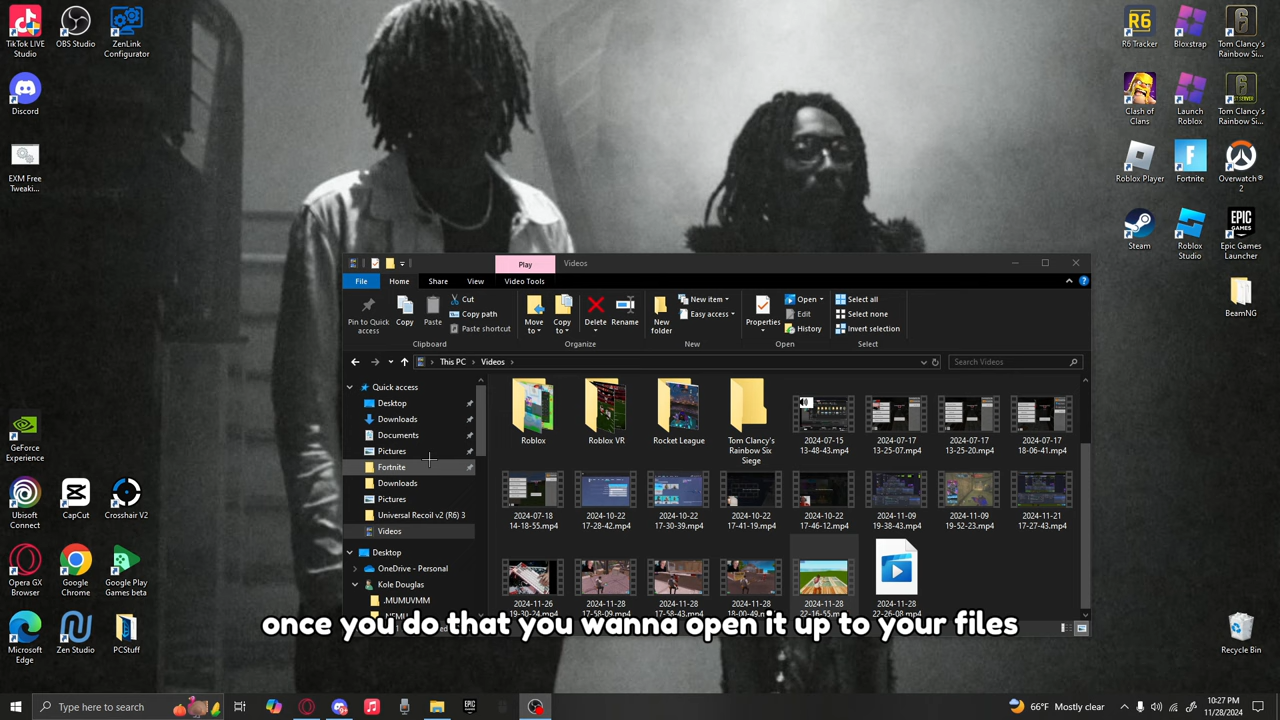 TikTok LIVE
Studio
OBS Studio
ZenLink
Configurator
Discord
EXM Free
Tweaki...
GeForce
Experience
Ubisoft
Connect
CapCut
Crosshair V2
Opera GX
Browser
Google
Chrome
Google Play
Games beta
Microsoft
Edge
Zen Studio
PCStuff
R6
R6 Tracker
Bloxstrap
Tom Clancy's
Rainbow Si...
Clash of
Clans
Launch
Roblox
Tom Clancy's
Rainbow Si...
Roblox Player
Fortnite
Overwatch®
2
Steam
Roblox
Studio
EPIC
GAMES
Epic Games
Launcher
BeamNG
Recycle Bin
Play
Videos
File
Home
Share
View
Video Tools
Pin to Quick
access
Copy
Paste
Cut
Copy path
Paste shortcut
Clipboard
Move
to
Copy
to
Delete
Rename
Organize
New
folder
New item
Easy access
New
Properties
Open
Edit
History
Open
Select all
Select none
Invert selection
Select
This PC
Videos
Search Videos
Quick access
Desktop
Downloads
Documents
Pictures
Fortnite
Downloads
Pictures
Universal Recoil v2 (R6) 3
Videos
Desktop
OneDrive - Personal
Kole Douglas
.MUMUVMM
Roblox
Roblox VR
Rocket League
Tom Clancy's
Rainbow Six
Siege
2024-07-15
13-48-43.mp4
2024-07-17
13-25-07.mp4
2024-07-17
13-25-20.mp4
2024-07-17
18-06-41.mp4
2024-07-18
14-18-55.mp4
2024-10-22
17-28-42.mp4
2024-10-22
17-30-39.mp4
2024-10-22
17-41-19.mp4
2024-10-22
17-46-12.mp4
2024-11-09
19-38-43.mp4
2024-11-09
19-52-23.mp4
2024-11-21
17-27-43.mp4
2024-11-26
19-30-24.mp4
2024-11-28
17-58-09.mp4
2024-11-28
17-58-43.mp4
2024-11-28
18-00-49.mp4
2024-11-28
22-16-55.mp4
2024-11-28
22-26-08.mp4
once you do that you wanna open it up to your files
Type here to search
66°F Mostly clear
10:27 PM
11/28/2024